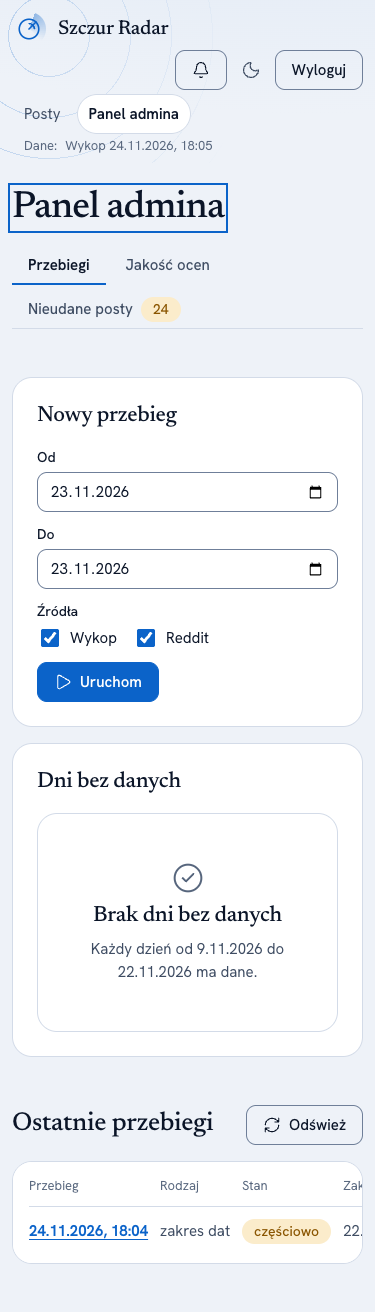 Szczur Radar
Wyloguj
Posty Panel admina
Dane: Wykop 24.11.2026, 18:05
Panel admina
Przebiegi Jakość ocen
Nieudane posty 24
Nowy przebieg
Od
23.11.2026
Do
23.11.2026
Źródła
Wykop Reddit
Uruchom
Dni bez danych
Brak dni bez danych
Każdy dzień od 9.11.2026 do
22.11.2026 ma dane.
Ostatnie przebiegi Odśwież
Przebieg Rodzaj Stan Zak
24.11.2026, 18:04 zakres dat częściowo 22.